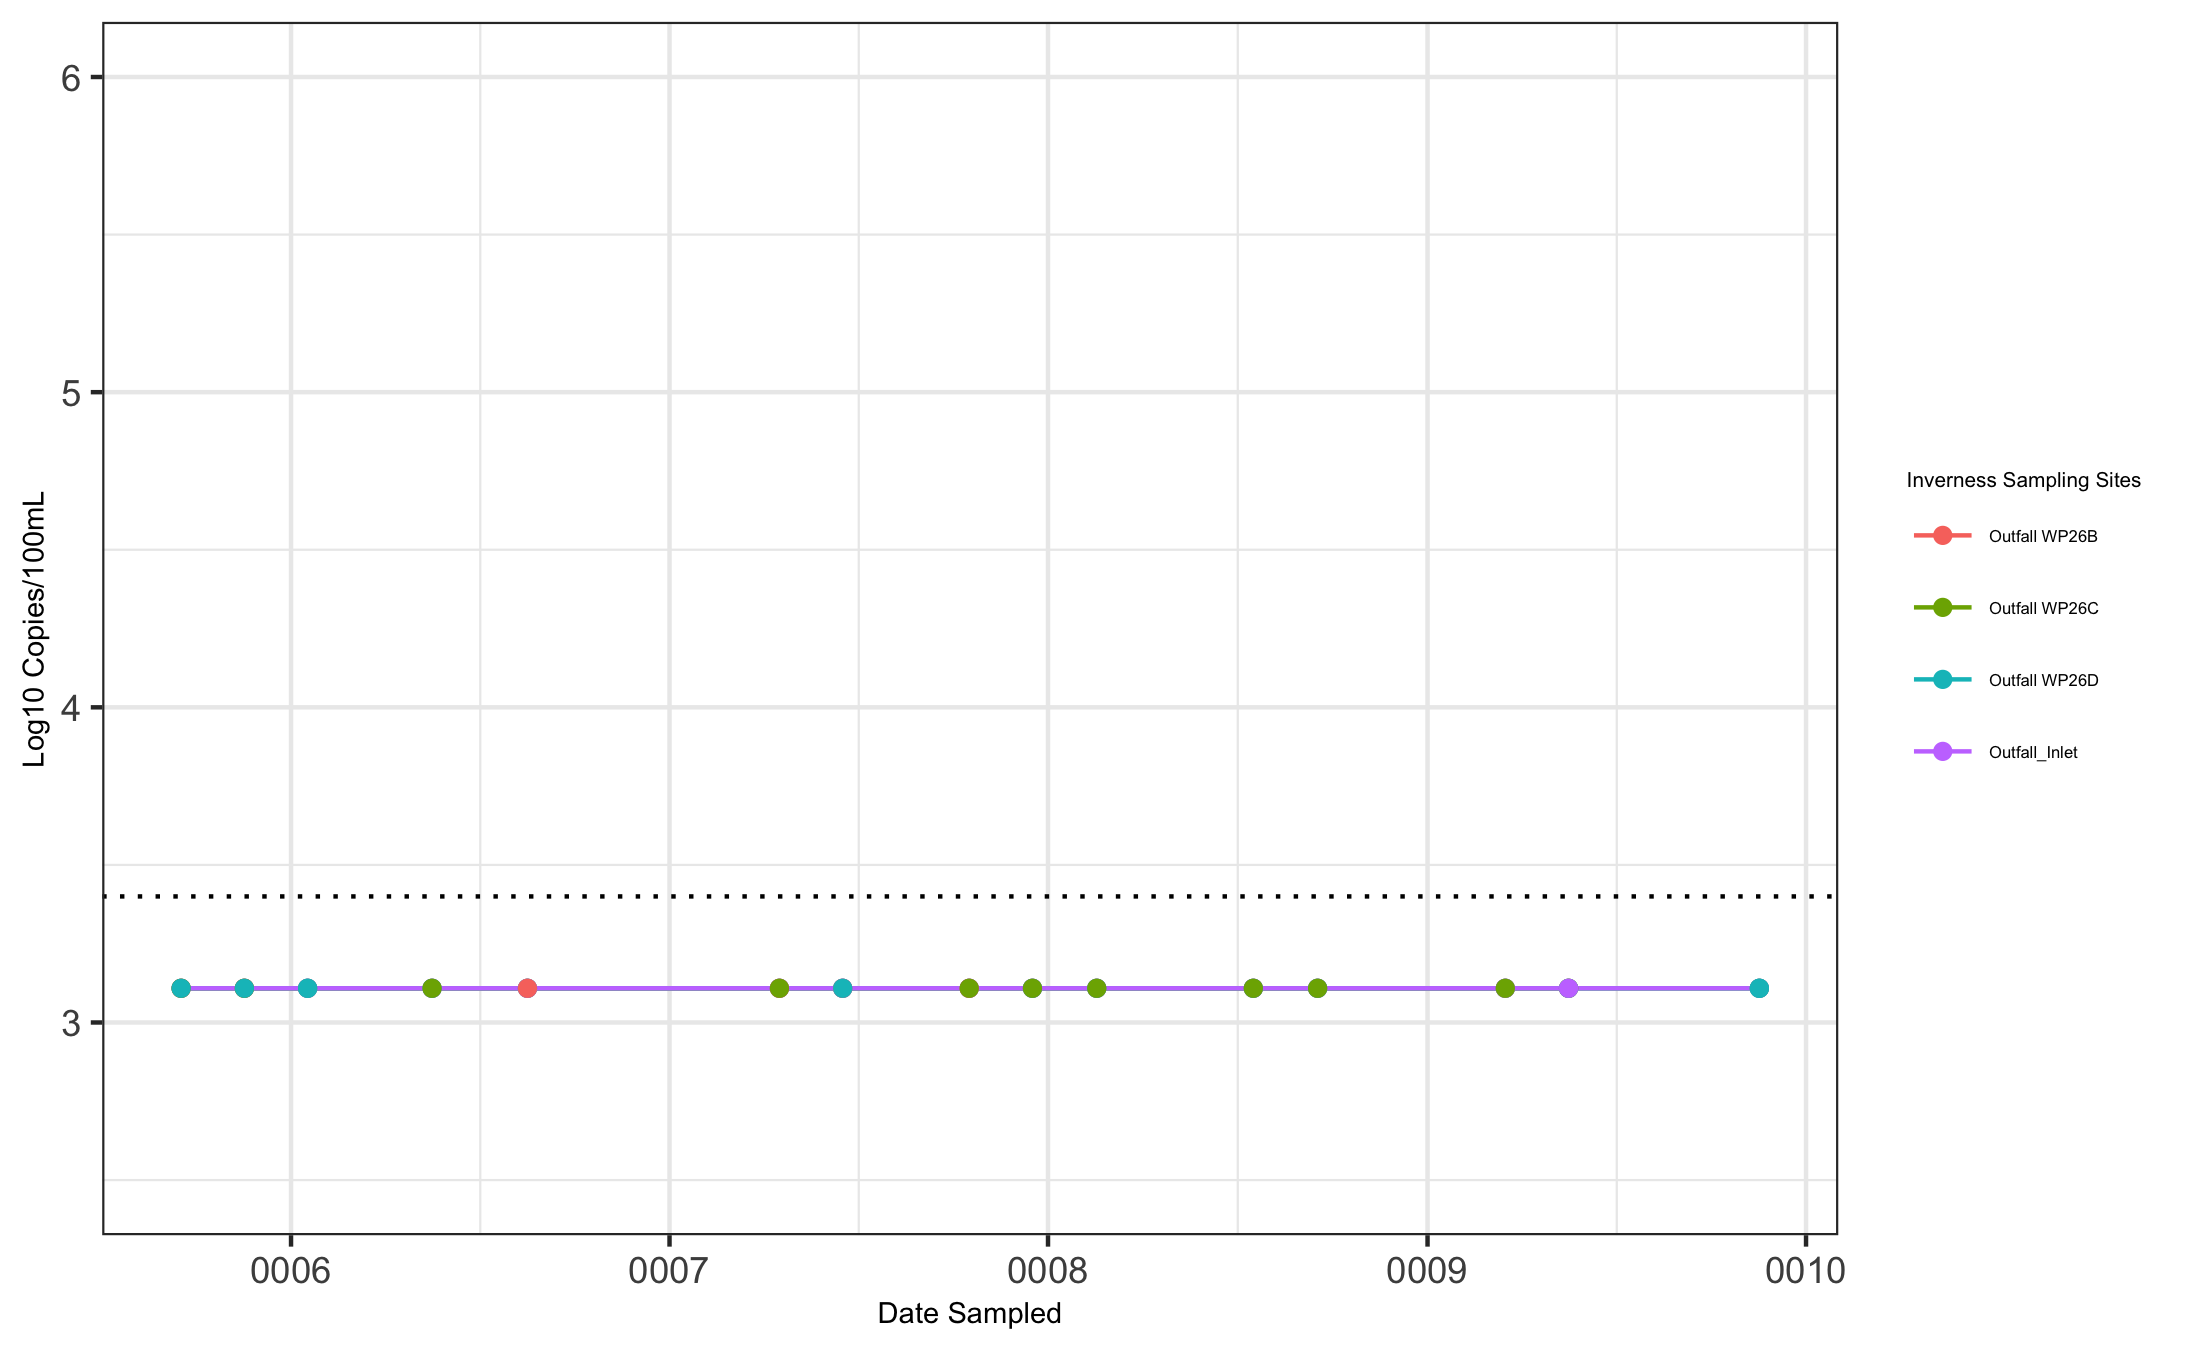 6
5
4
3
Log10 Copies/100mL
0006 0007 0008 0009 0010
Date Sampled
Inverness Sampling Sites
Outfall WP26B
Outfall WP26C
Outfall WP26D
Outfall_Inlet